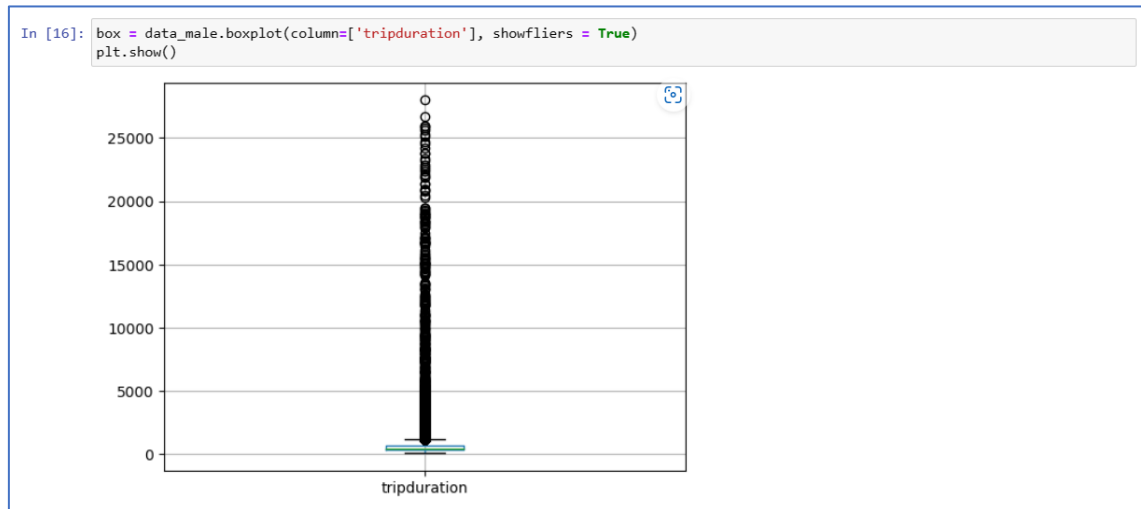 In [16]: box = data_male.boxplot(column=['tripduration'], showfliers = True)
plt.show()
25000
20000
15000
10000
5000
0
tripduration